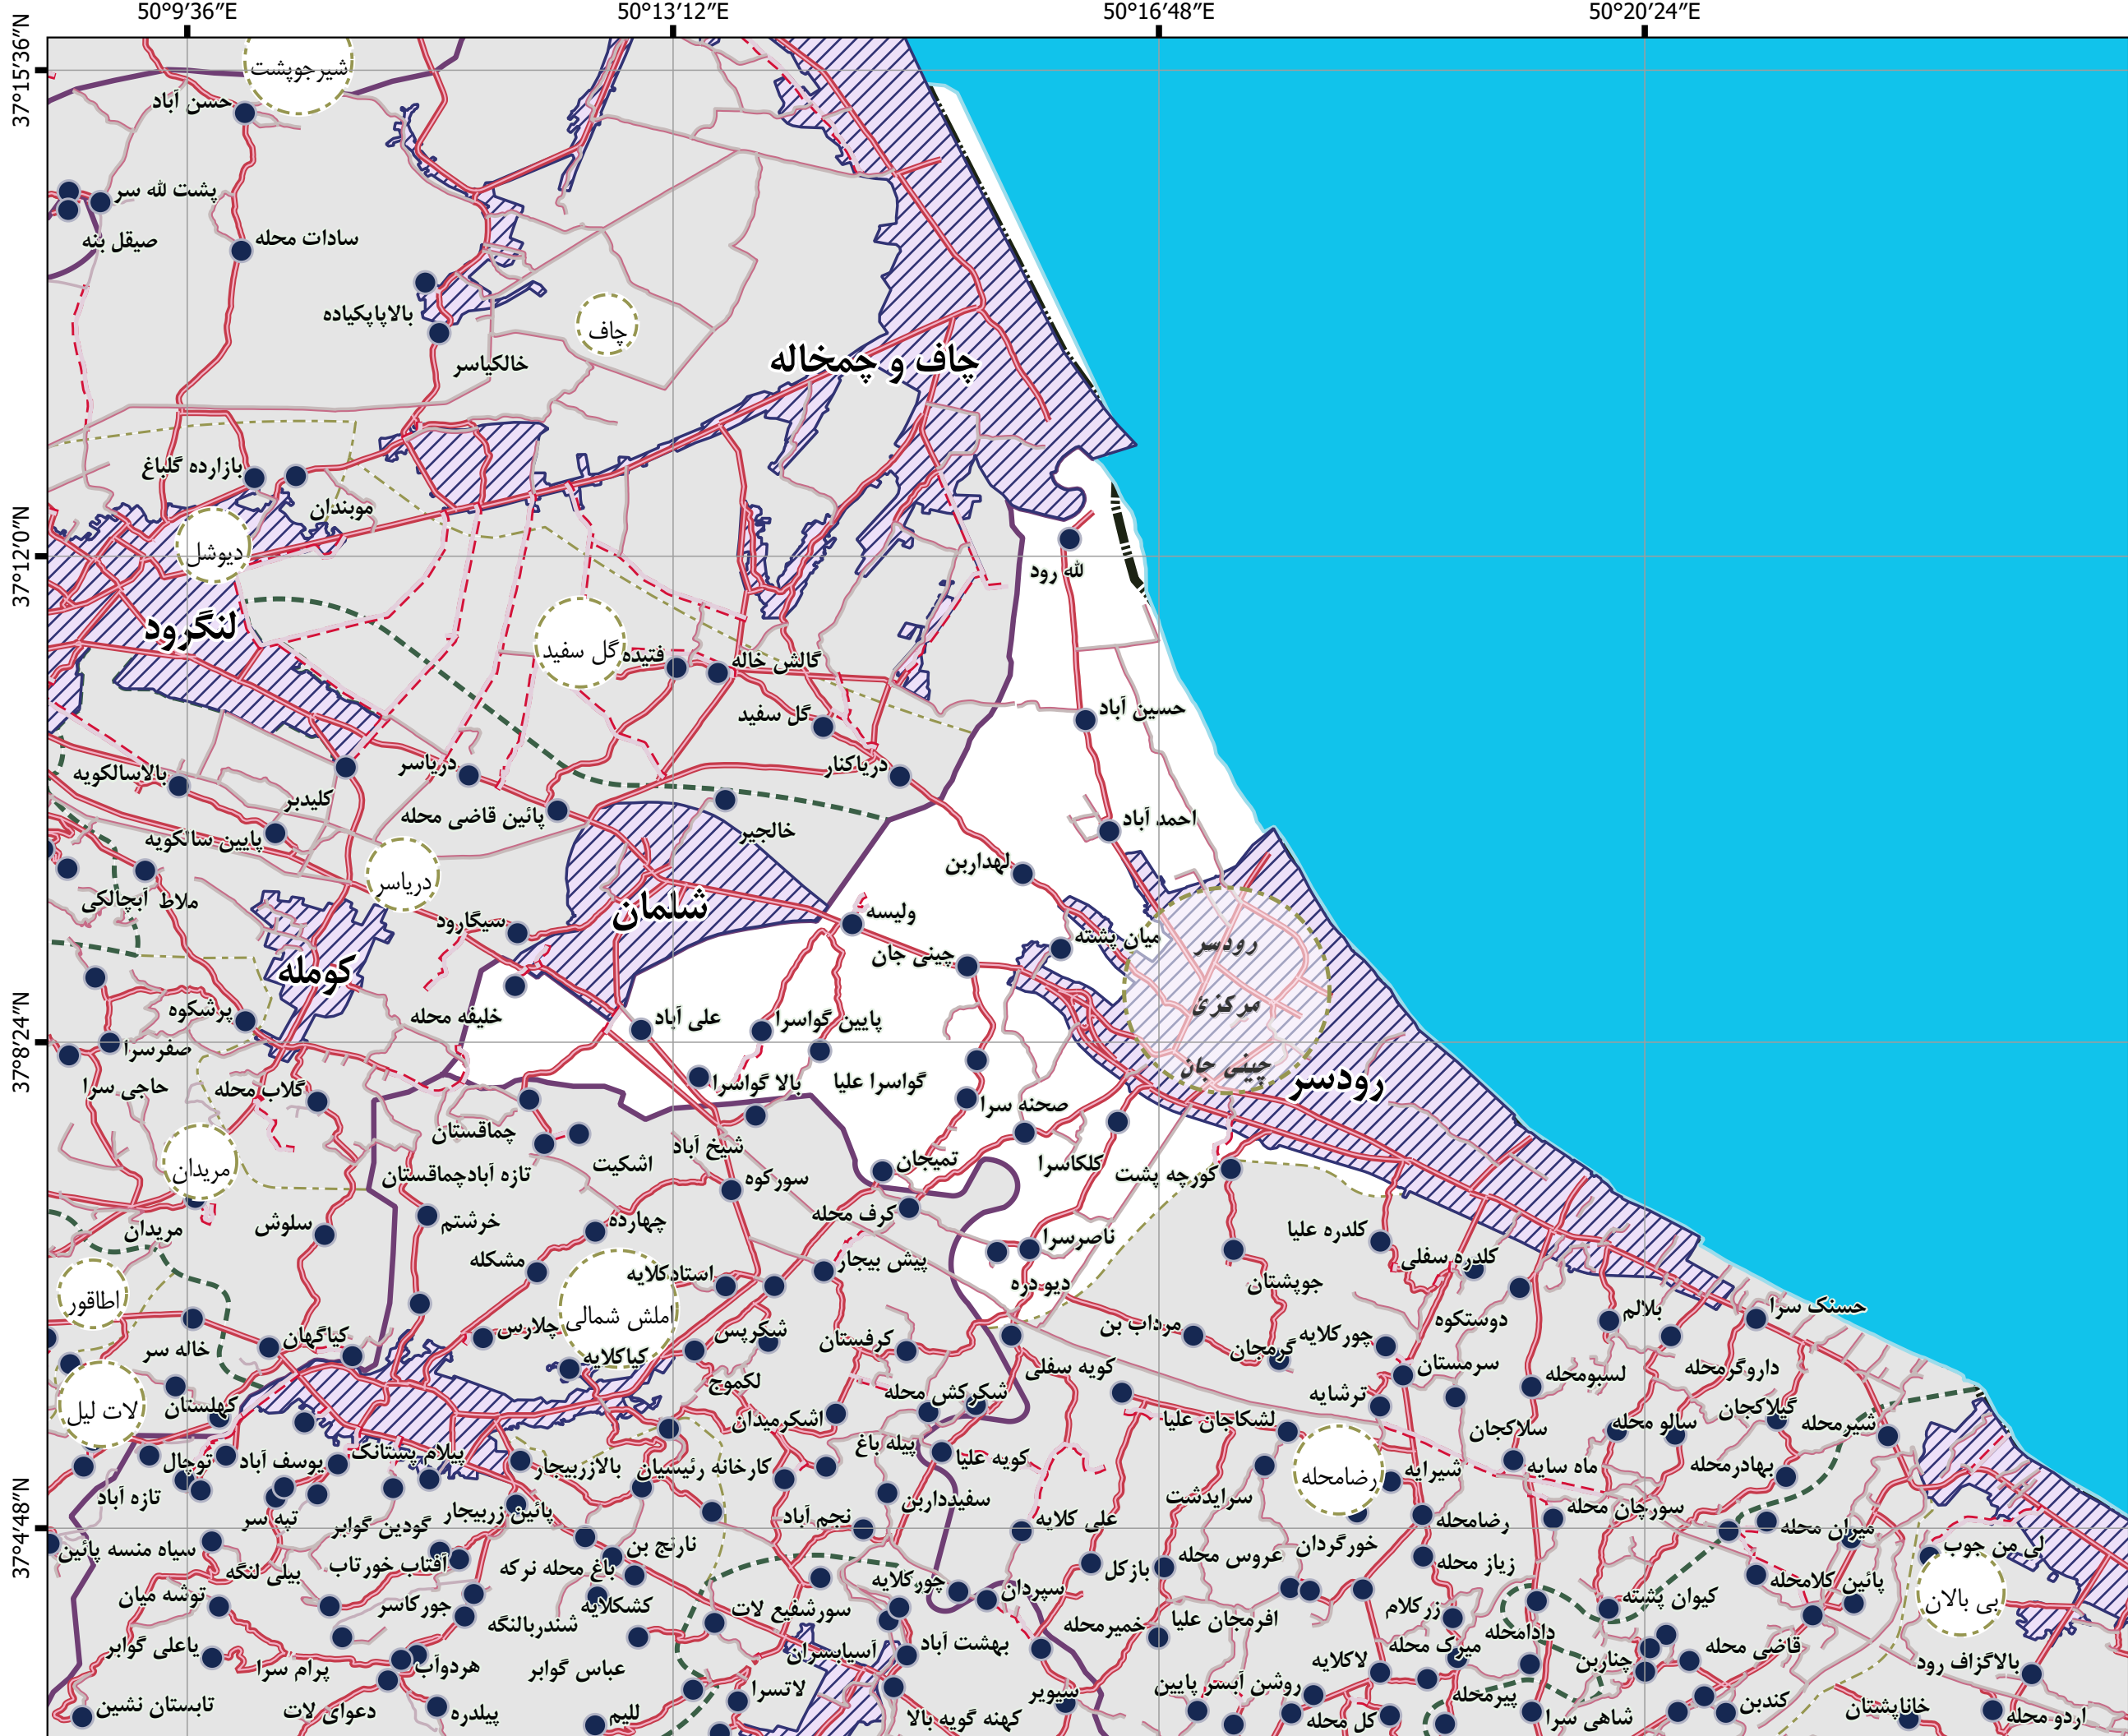 50°9'36"E
50°13'12"E
50°16'48"E
50°20'24"E
37°15'36"N
37°12'0"N
37°8'24"N
37°4'48"N
شیرجوپشت
حسن آباد
پشت لله سر
صیقل بنه
سادات محله
بالاپاپکیاده
چاف
خالکیاسر
چاف و چمخاله
بازارده گلباغ
موبندان
دیوشل
لله رود
لنگرود
گل سفید
فتیده
گالش خاله
گل سفید
حسین آباد
دریاکنار
دریاسر
بالاسالکویه
کلیدبر
پائین قاضی محله
خالجیر
احمد آباد
پایین سالکویه
لهداربن
دریاسر
ملاط
آبچالکی
شلمان
سیگارود
ولیسه
میان پشته
رودسر
چینی جان
کومله
مرکزی
پرشکوه
خلیفه محله
علی آباد
پایین گواسرا
صفرسرا
چینی جان
رودسر
حاجی سرا
گلاب محله
بالا گواسرا
گواسرا علیا
صحنه سرا
چماقستان
شیخ آباد
اشکیت
تمیجان
کلکاسرا
کورچه پشت
مریدان
تازه آبادچماقستان
سورکوه
کرف محله
مریدان
سلوش
خرشتم
چهارده
ناصرسرا
کلدره علیا
کلدره سفلی
مشکله
استادکلایه
پیش بیجار
دیو دره
جوپشتان
اطاقور
املش شمالی
حسنک سرا
بلالم
دوستکوه
مرداب بن
چورکلایه
گرمجان
چلارس
کیاگهان
خاله سر
شکرپس
کرفستان
کیاکلایه
کویه سفلی
سرمستان
لسبومحله
داروگرمحله
لکموج
شکرکش محله
ترشایه
لات لیل
کهلستان
اشکرمیدان
لشکاجان علیا
سلاکجان
سالو محله
گیلاکجان
شیرمحله
توچال
یوسف آباد
پیلام پستانگ
بالازربیجار
کارخانه رئیسیان
پیله باغ
کویه علیا
رضامحله
شیرایه
ماه سایه
بهادرمحله
تازه آباد
تپه سر
گودین گوابر
پائین زربیجار
سفیدداربن
سرایدشت
سورچان محله
نجم آباد
علی کلایه
رضامحله
میران محله
سیاه منسه پائین
بیلی لنگه
آفتاب خورتاب
باغ محله نرکه
نارنج بن
بازکل
عروس محله
خورگردان
زیاز محله
لی من جوب
پائین کلامحله
بی بالان
توشه میان
جورکاسر
کشکلایه
چورکلایه
سپردان
کیوان پشته
زرکلام
شندربالنگه
سورشفیع لات
خمیرمحله
افرمجان علیا
دادامحله
یاعلی گوابر
پرام سرا
هردوآب
عباس گوابر
آسیابسران
بهشت آباد
لاکلایه
میرک محله
چناربن
قاضی محله
بالاگزاف رود
تابستان نشین
دعوای لات
پیلدره
للیم
لاتسرا
کهنه گویه بالا
سیویر
روشن آبسر پایین
گل محله
پیرمحله
شاهی سرا
کندبن
خاناپشتان
اردو محله